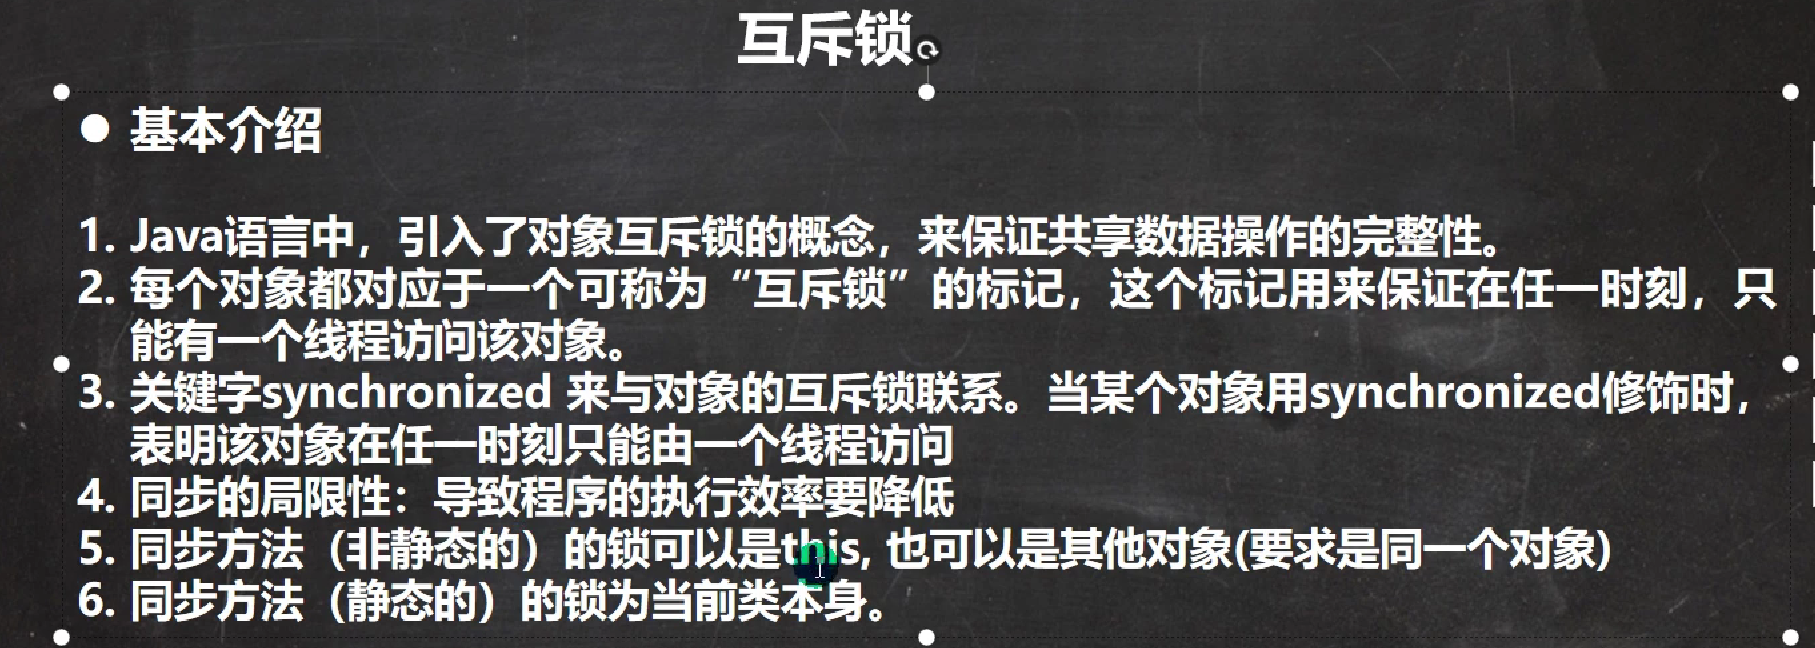 互斥锁
● 基本介绍
1. Java语言中，引入了对象互斥锁的概念，来保证共享数据操作的完整性。
2. 每个对象都对应于一个可称为“互斥锁”的标记，这个标记用来保证在任一时刻，只
能有一个线程访问该对象。
3. 关键字synchronized 来与对象的互斥锁联系。当某个对象用synchronized修饰时，
表明该对象在任一时刻只能由一个线程访问
4. 同步的局限性：导致程序的执行效率要降低
5. 同步方法（非静态的）的锁可以是this, 也可以是其他对象(要求是同一个对象)
6. 同步方法（静态的）的锁为当前类本身。